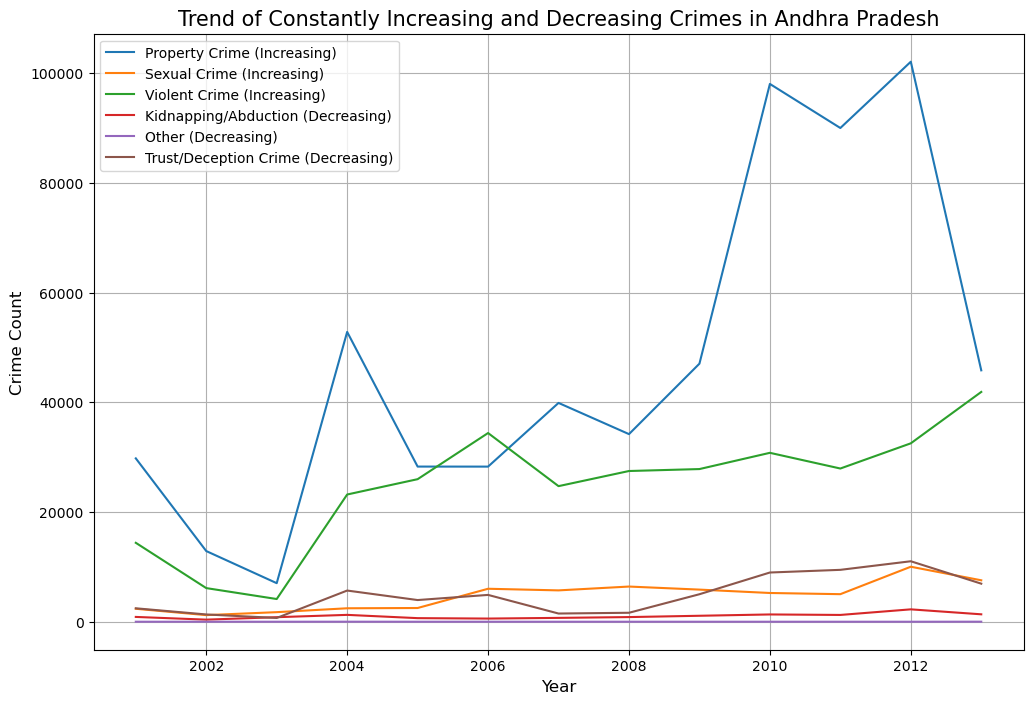 Trend of Constantly Increasing and Decreasing Crimes in Andhra Pradesh
Property Crime (Increasing)
Sexual Crime (Increasing)
Violent Crime (Increasing)
Kidnapping/Abduction (Decreasing)
Other (Decreasing)
Trust/Deception Crime (Decreasing)
Crime Count
100000
80000
60000
40000
20000
0
2002 2004 2006 2008 2010 2012
Year